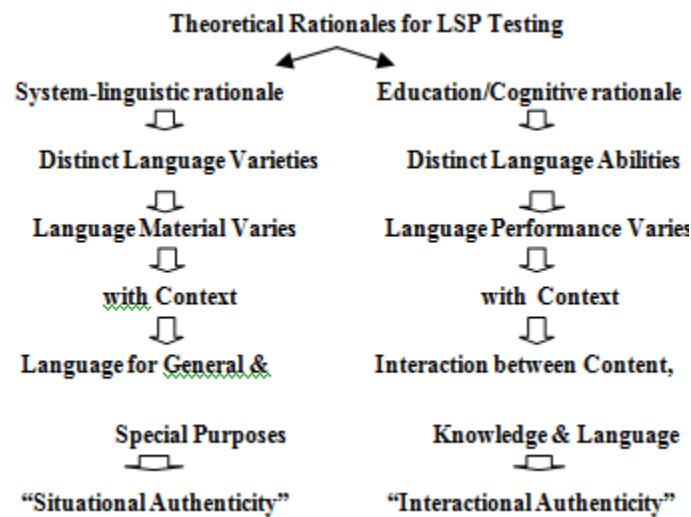 Theoretical Rationales for LSP Testing
System-linguistic rationale Education/Cognitive rationale
Distinct Language Varieties Distinct Language Abilities
Language Material Varies Language Performance Varies
with Context with Context
Language for General & Interaction between Content,
Special Purposes Knowledge & Language
“Situational Authenticity” “Interactional Authenticity”